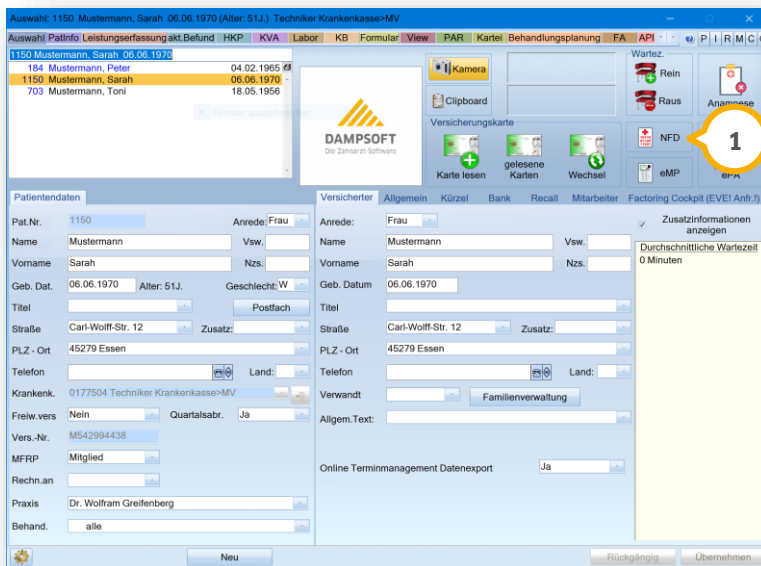 Auswahl: 1150 Mustermann, Sarah 06.06.1970 (Alter: 51J.) Techniker Krankenkasse>MV
Auswahl PatInfo Leistungserfassung akt.Befund HKP KVA Labor KB Formular View PAR Kartei Behandlungsplanung FA API P I R M C
1150 Mustermann, Sarah 06.06.1970
184 Mustermann, Peter 04.02.1965
1150 Mustermann, Sarah 06.06.1970
703 Mustermann, Toni 18.05.1956
Fenster ausschneiden
DAMPSOFT
Die Zahnarzt-Software
Kamera
Clipboard
Versicherungskarte
Karte lesen
gelesene
Karten
Wechsel
Wartez.
Rein
Raus
Anamnese
NFD
1
eMP
ePA
Patientendaten
Pat.Nr. 1150 Anrede: Frau
Name Mustermann Vsw.
Vorname Sarah Nzs.
Geb. Dat. 06.06.1970 Alter: 51J. Geschlecht: W
Titel Postfach
Straße Carl-Wolff-Str. 12 Zusatz:
PLZ - Ort 45279 Essen
Telefon Land:
Krankenk. 0177504 Techniker Krankenkasse>MV
Freiw.vers Nein Quartalsabr. Ja
Vers.-Nr. M542994438
MFRP Mitglied
Rechn.an
Praxis Dr. Wolfram Greifenberg
Behand. alle
Versicherter Allgemein Kürzel Bank Recall Mitarbeiter Factoring Cockpit (EVE! Anfr.!)
Anrede: Frau
Name Mustermann Vsw.
Vorname Sarah Nzs.
Geb. Datum 06.06.1970
Titel
Straße Carl-Wolff-Str. 12 Zusatz:
PLZ - Ort 45279 Essen
Telefon Land:
Verwandt Familienverwaltung
Allgem.Text:
Online Terminmanagement Datenexport Ja
Zusatzinformationen
anzeigen
Durchschnittliche Wartezeit
0 Minuten
Neu
Rückgängig
Übernehmen